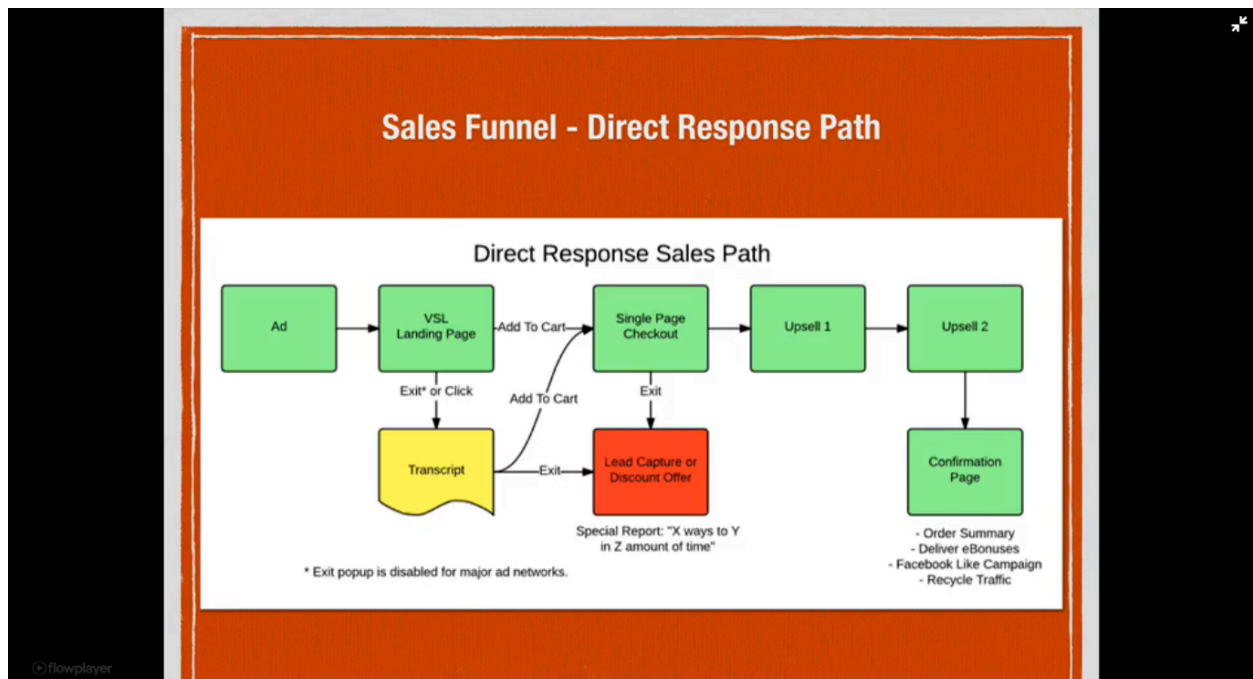 Sales Funnel - Direct Response Path
Direct Response Sales Path
Ad
VSL
Landing Page
Add To Cart
Single Page
Checkout
Upsell 1
Upsell 2
Exit* or Click
Add To Cart
Exit
Transcript
Exit
Lead Capture or
Discount Offer
Confirmation
Page
Special Report: "X ways to Y
in Z amount of time"
- Order Summary
- Deliver eBonuses
- Facebook Like Campaign
- Recycle Traffic
* Exit popup is disabled for major ad networks.
flowplayer